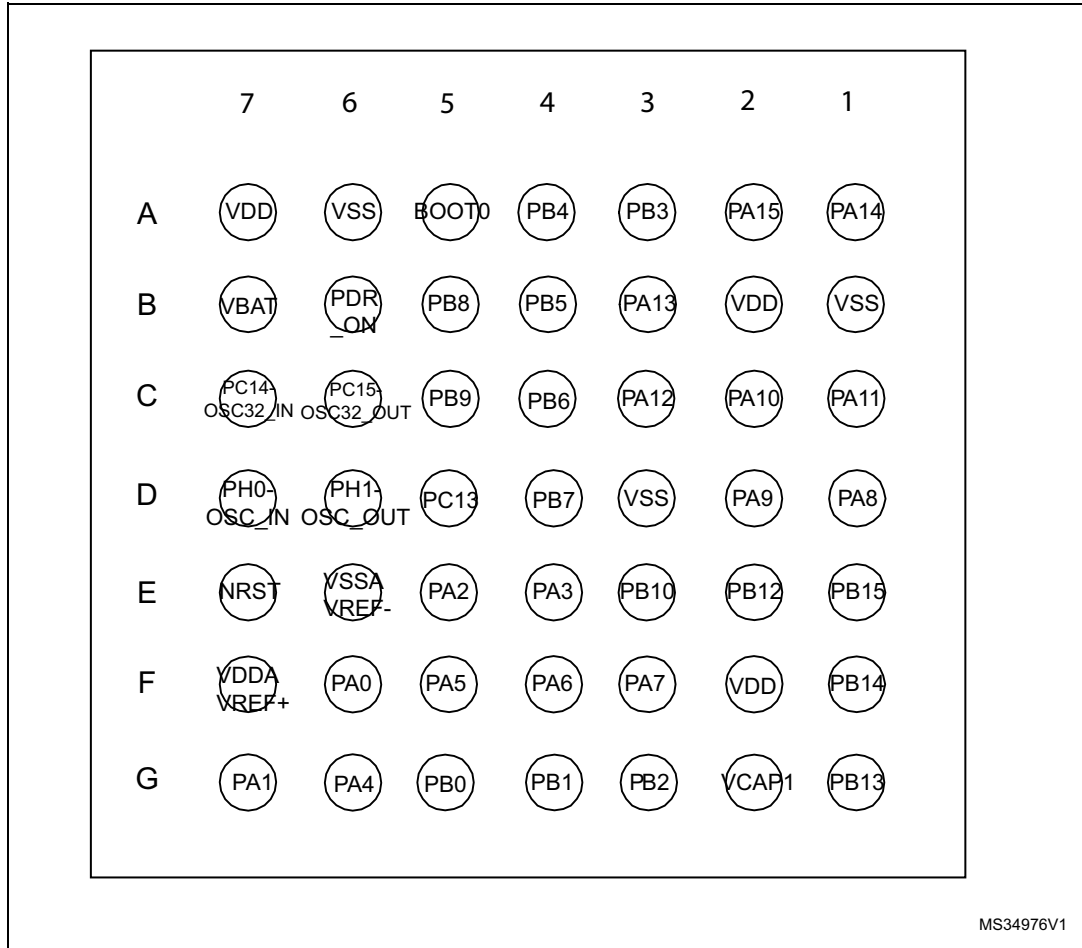 7 6 5 4 3 2 1
A VDD VSS BOOT0 PB4 PB3 PA15 PA14
B VBAT PDR _ON PB8 PB5 PA13 VDD VSS
C PC14- OSC32_IN PC15- OSC32_OUT PB9 PB6 PA12 PA10 PA11
D PH0- OSC_IN PH1- OSC_OUT PC13 PB7 VSS PA9 PA8
E NRST VSSA VREF- PA2 PA3 PB10 PB12 PB15
F VDDA VREF+ PA0 PA5 PA6 PA7 VDD PB14
G PA1 PA4 PB0 PB1 PB2 VCAP1 PB13
MS34976V1